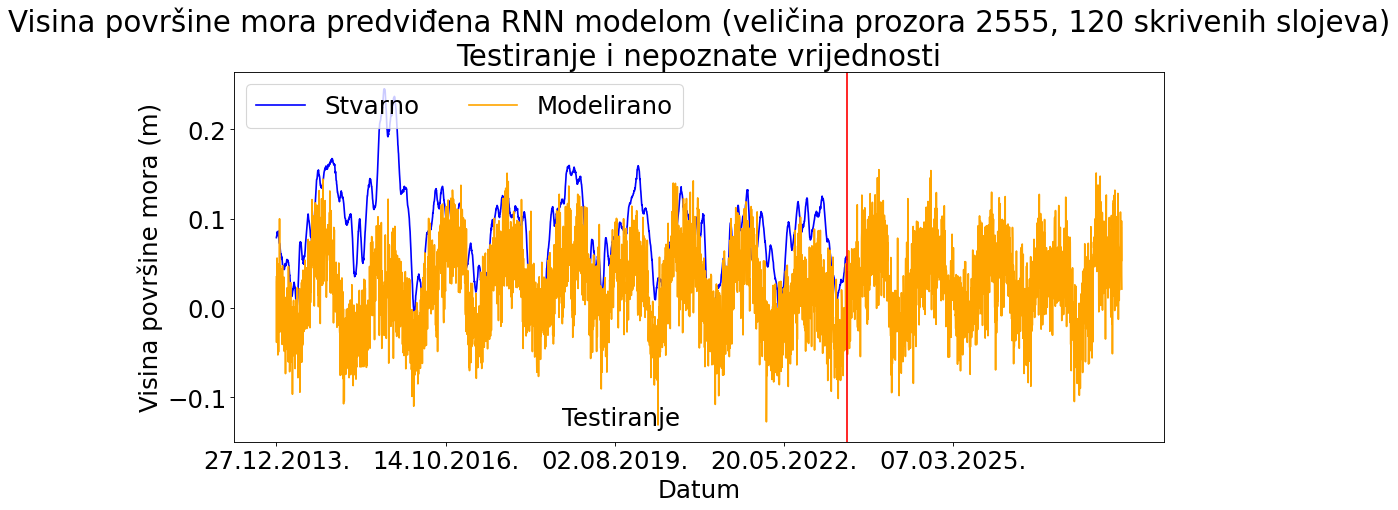 Visina površine mora predviđena RNN modelom (veličina prozora 2555, 120 skrivenih slojeva)
Testiranje i nepoznate vrijednosti
Stvarno
Modelirano
Visina površine mora (m)
0.2
0.1
0.0
−0.1
Testiranje
27.12.2013.
14.10.2016.
02.08.2019.
20.05.2022.
07.03.2025.
Datum